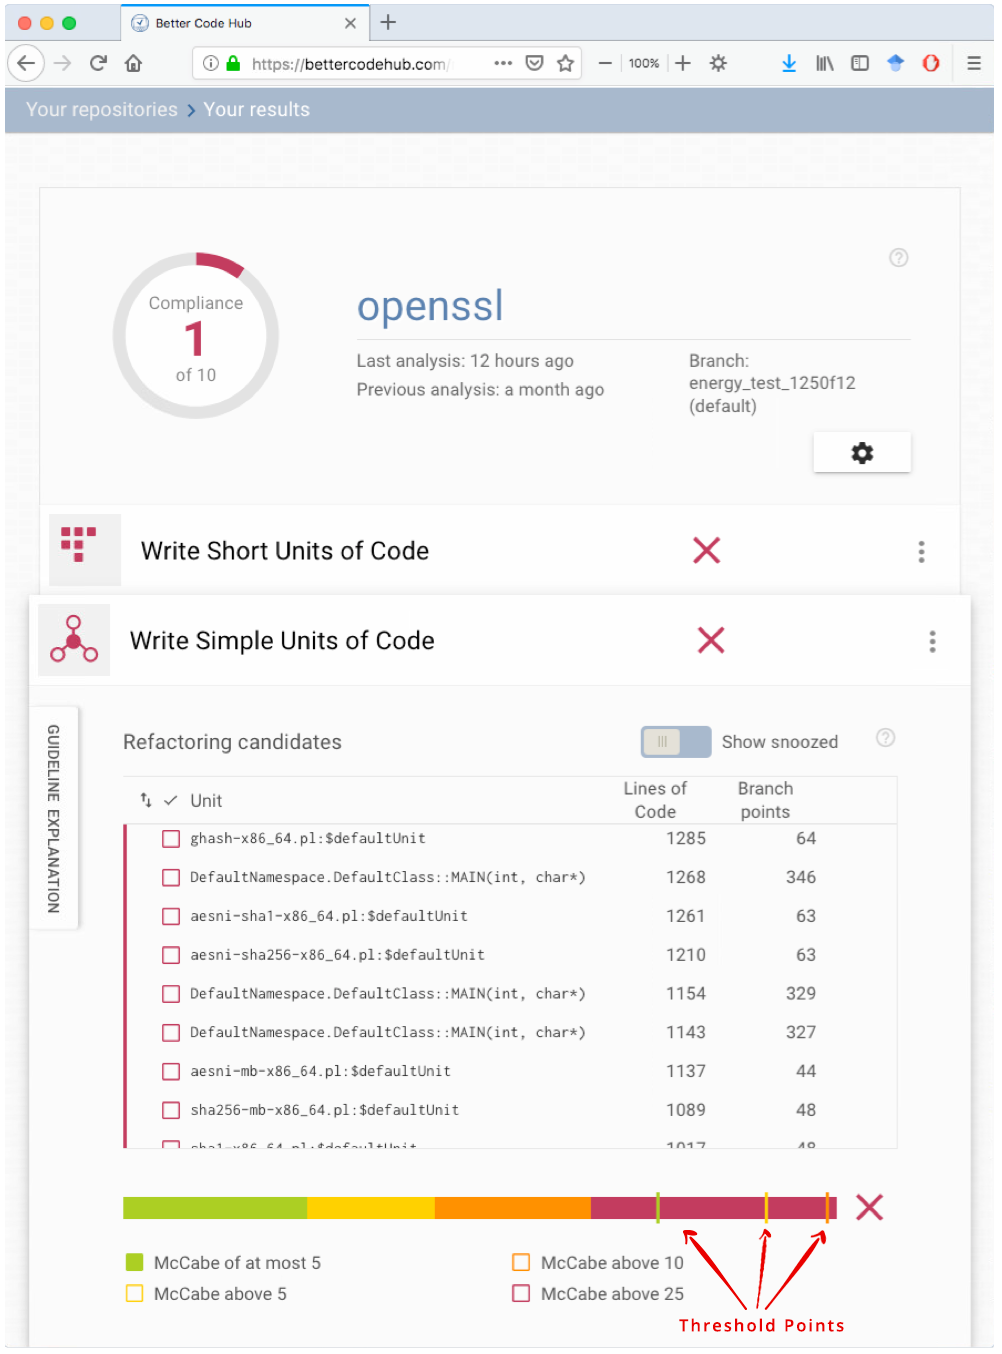 Better Code Hub
https://bettercodehub.com/
100%
Your repositories > Your results
Compliance
1
of 10
openssl
Last analysis: 12 hours ago
Previous analysis: a month ago
Branch:
energy_test_1250f12
(default)
Write Short Units of Code
Write Simple Units of Code
GUIDELINE EXPLANATION
Refactoring candidates
Show snoozed
Unit Lines of Code Branch points
ghash-x86_64.pl:$defaultUnit 1285 64
DefaultNamespace.DefaultClass::MAIN(int, char*) 1268 346
aesni-sha1-x86_64.pl:$defaultUnit 1261 63
aesni-sha256-x86_64.pl:$defaultUnit 1210 63
DefaultNamespace.DefaultClass::MAIN(int, char*) 1154 329
DefaultNamespace.DefaultClass::MAIN(int, char*) 1143 327
aesni-mb-x86_64.pl:$defaultUnit 1137 44
sha256-mb-x86_64.pl:$defaultUnit 1089 48
sha1-x86_64.pl:$defaultUnit 1017 48
McCabe of at most 5
McCabe above 10
McCabe above 5
McCabe above 25
Threshold Points